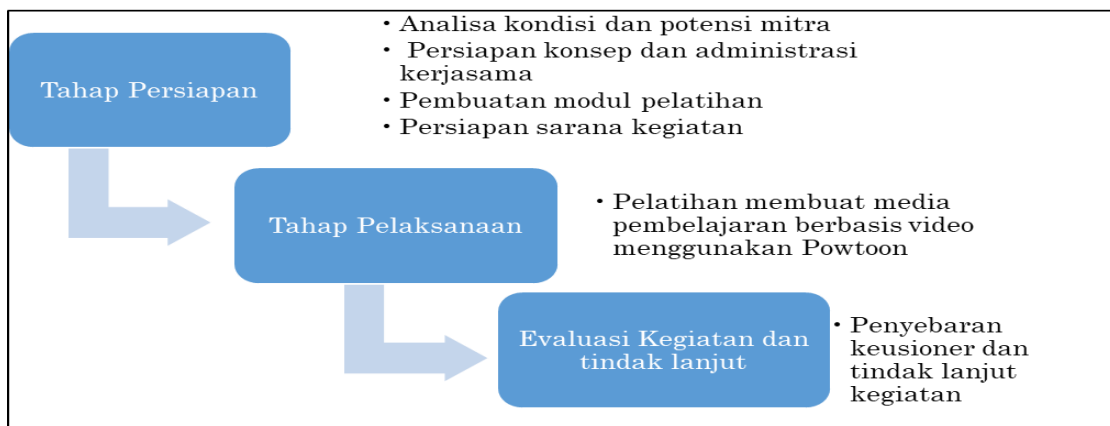 Tahap Persiapan
• Analisa kondisi dan potensi mitra
• Persiapan konsep dan administrasi
kerjasama
• Pembuatan modul pelatihan
• Persiapan sarana kegiatan
Tahap Pelaksanaan
• Pelatihan membuat media
pembelajaran berbasis video
menggunakan Powtoon
Evaluasi Kegiatan dan
tindak lanjut
• Penyebaran
keusioner dan
tindak lanjut
kegiatan